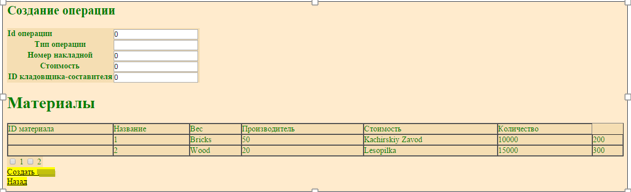 Создание операции
Id операции 0
Тип операции
Номер накладной 0
Стоимость 0
ID кладовщика-составителя 0
Материалы
ID материала Название Вес Производитель Стоимость Количество
1 Bricks 50 Kachirskiy Zavod 10000 200
2 Wood 20 Lesopilka 15000 300
1 2
Создать
Назад